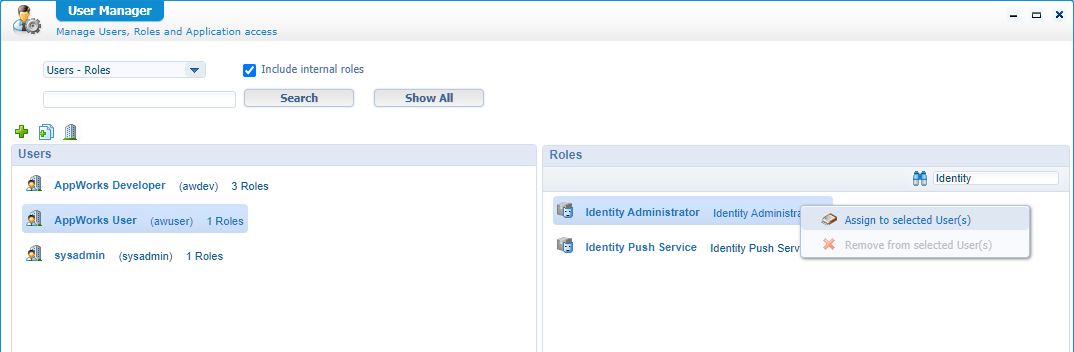 User Manager
Manage Users, Roles and Application access
Users - Roles
Include internal roles
Search
Show All
Users
AppWorks Developer (awdev) 3 Roles
AppWorks User (awuser) 1 Roles
sysadmin (sysadmin) 1 Roles
Roles
Identity
Identity Administrator Identity Administra
Identity Push Service Identity Push Serv
Assign to selected User(s)
Remove from selected User(s)